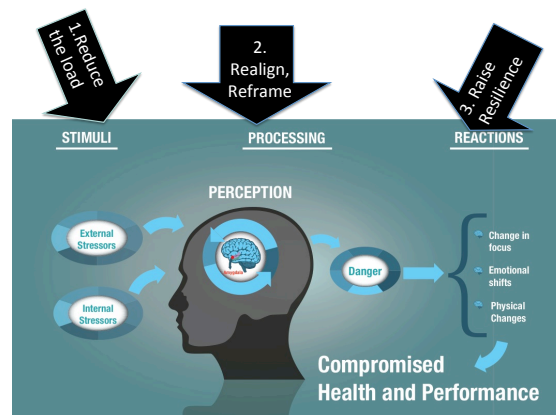 1.Reduce
the load
2.
Realign,
Reframe
3. Raise
Resilience
STIMULI
PROCESSING
REACTIONS
PERCEPTION
External
Stressors
Internal
Stressors
Amygdala
Danger
Change in
focus
Emotional
shifts
Physical
Changes
Compromised
Health and Performance